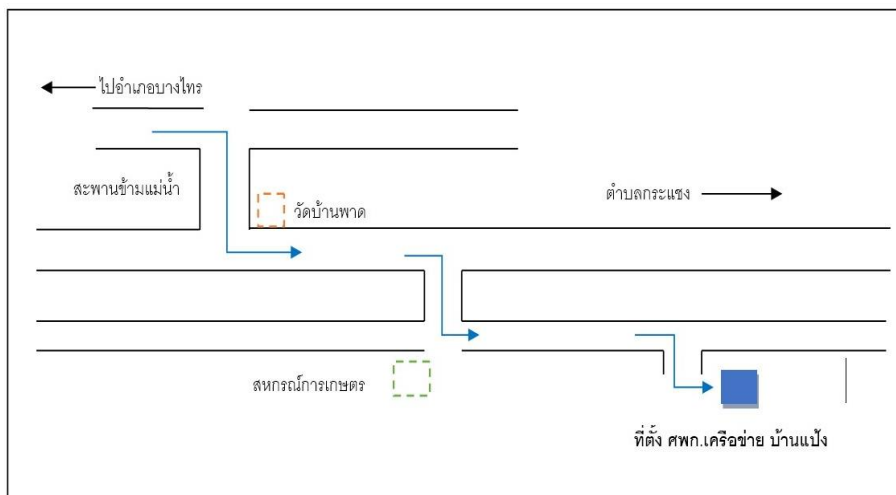 ไปอำเภอบางไทร
สะพานข้ามแม่น้ำ
ตำบลกระแชง
วัดบ้านพาด
สหกรณ์การเกษตร
ที่ตั้ง ศพก.เครือข่าย บ้านแป้ง